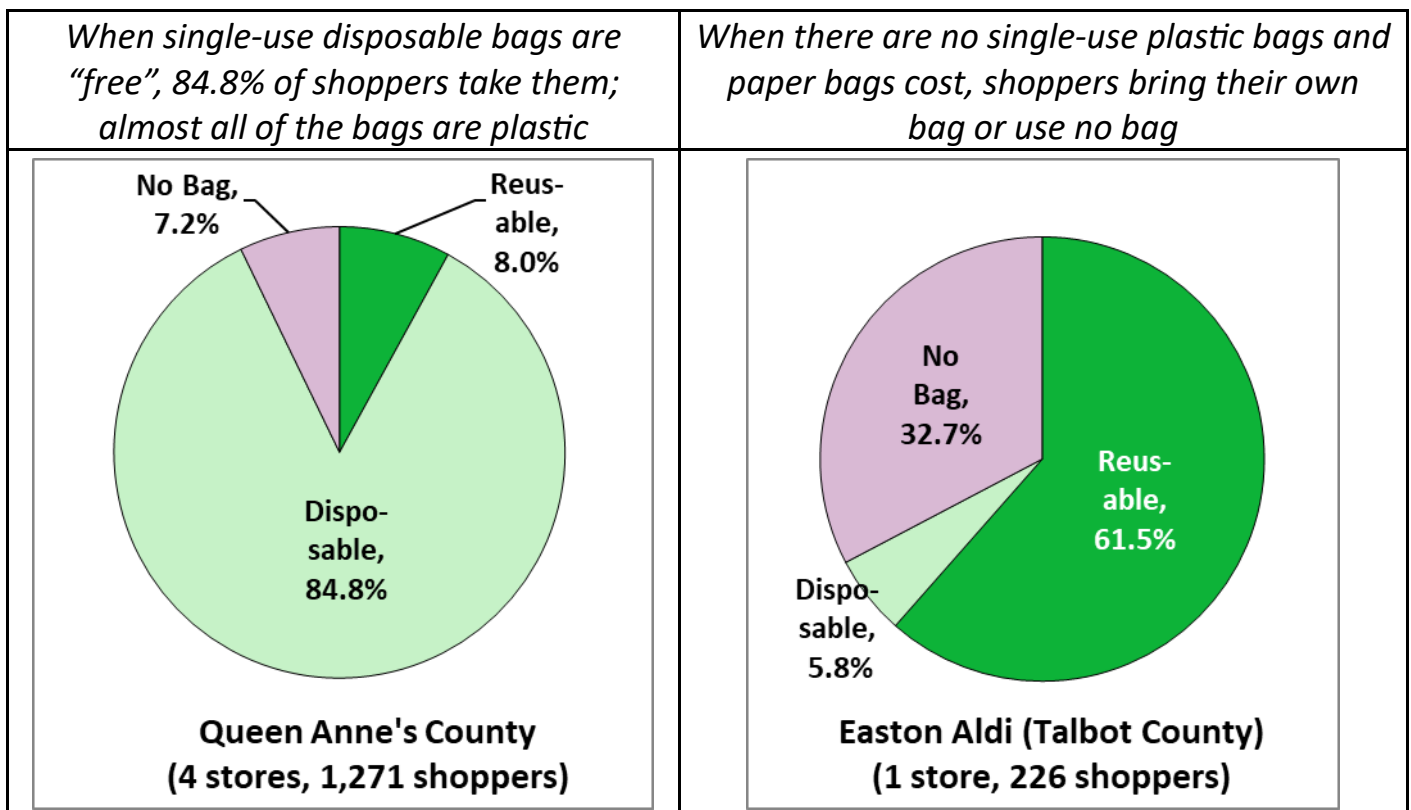 When single-use disposable bags are
“free”, 84.8% of shoppers take them;
almost all of the bags are plastic
When there are no single-use plastic bags and
paper bags cost, shoppers bring their own
bag or use no bag
No Bag,
7.2%
Reus-
able,
8.0%
Dispo-
sable,
84.8%
Queen Anne's County
(4 stores, 1,271 shoppers)
No
Bag,
32.7%
Reus-
able,
61.5%
Dispo-
sable,
5.8%
Easton Aldi (Talbot County)
(1 store, 226 shoppers)